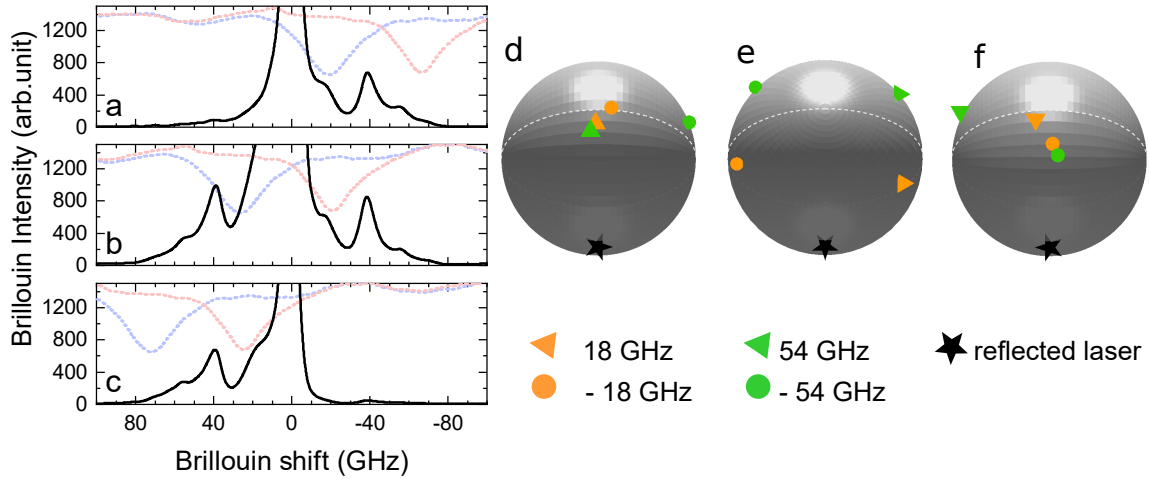 Brillouin Intensity (arb.unit)
1200
800
400
0
a
1200
800
400
0
b
1200
800
400
0
c
80 40 0 -40 -80
Brillouin shift (GHz)
d e f
18 GHz 54 GHz reflected laser
- 18 GHz - 54 GHz